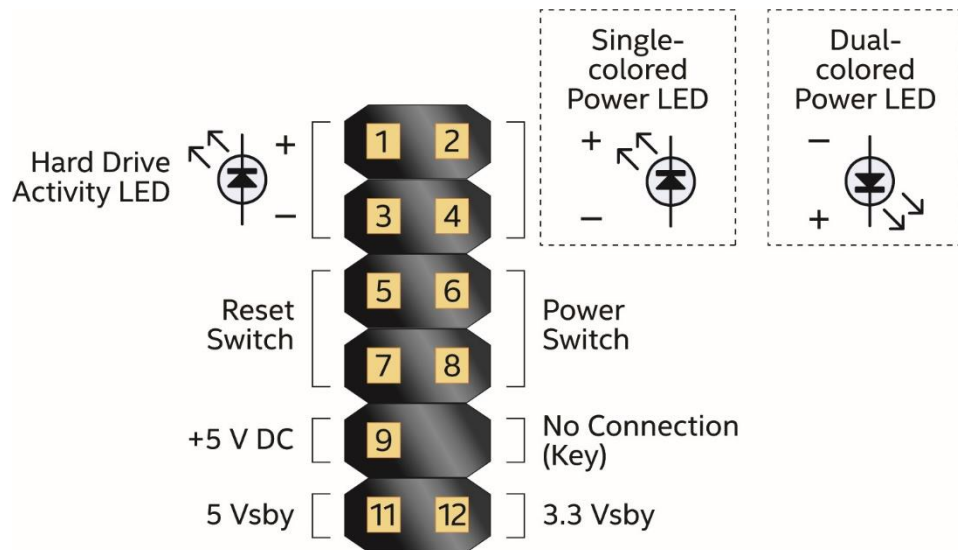 Single-
colored
Power LED
+
−
Dual-
colored
Power LED
−
+
Hard Drive
Activity LED
+
−
1 2
3 4
Reset
Switch
5 6
7 8
Power
Switch
+5 V DC
9
No Connection
(Key)
5 Vsby
11 12
3.3 Vsby